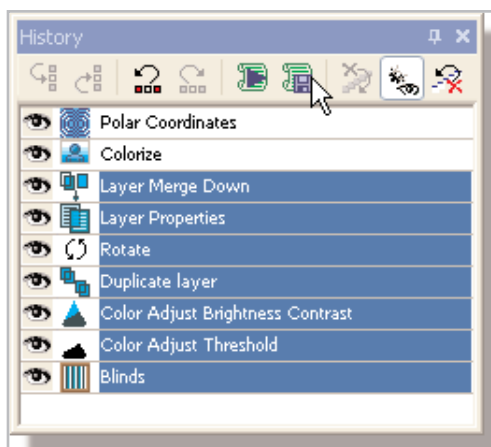 History
Polar Coordinates
Colorize
Layer Merge Down
Layer Properties
Rotate
Duplicate layer
Color Adjust Brightness Contrast
Color Adjust Threshold
Blinds